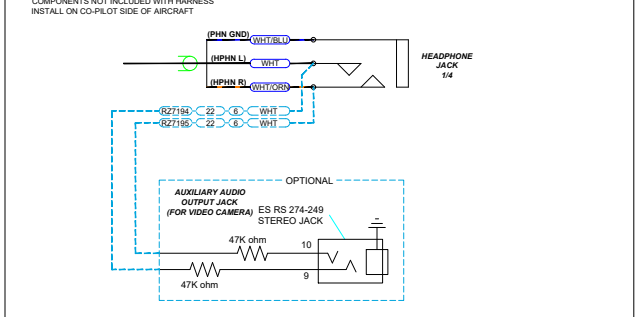 COMPONENTS NOT INCLUDED WITH HARNESS
INSTALL ON CO-PILOT SIDE OF AIRCRAFT
(PHN GND) WHT/BLU
(HPHN L) WHT
(HPHN R) WHT/ORN
HEADPHONE
JACK
1/4
RZ7194 22 6 WHT
RZ7195 22 6 WHT
OPTIONAL
AUXILIARY AUDIO
OUTPUT JACK
(FOR VIDEO CAMERA)
ES RS 274-249
STEREO JACK
47K ohm
10
9
47K ohm